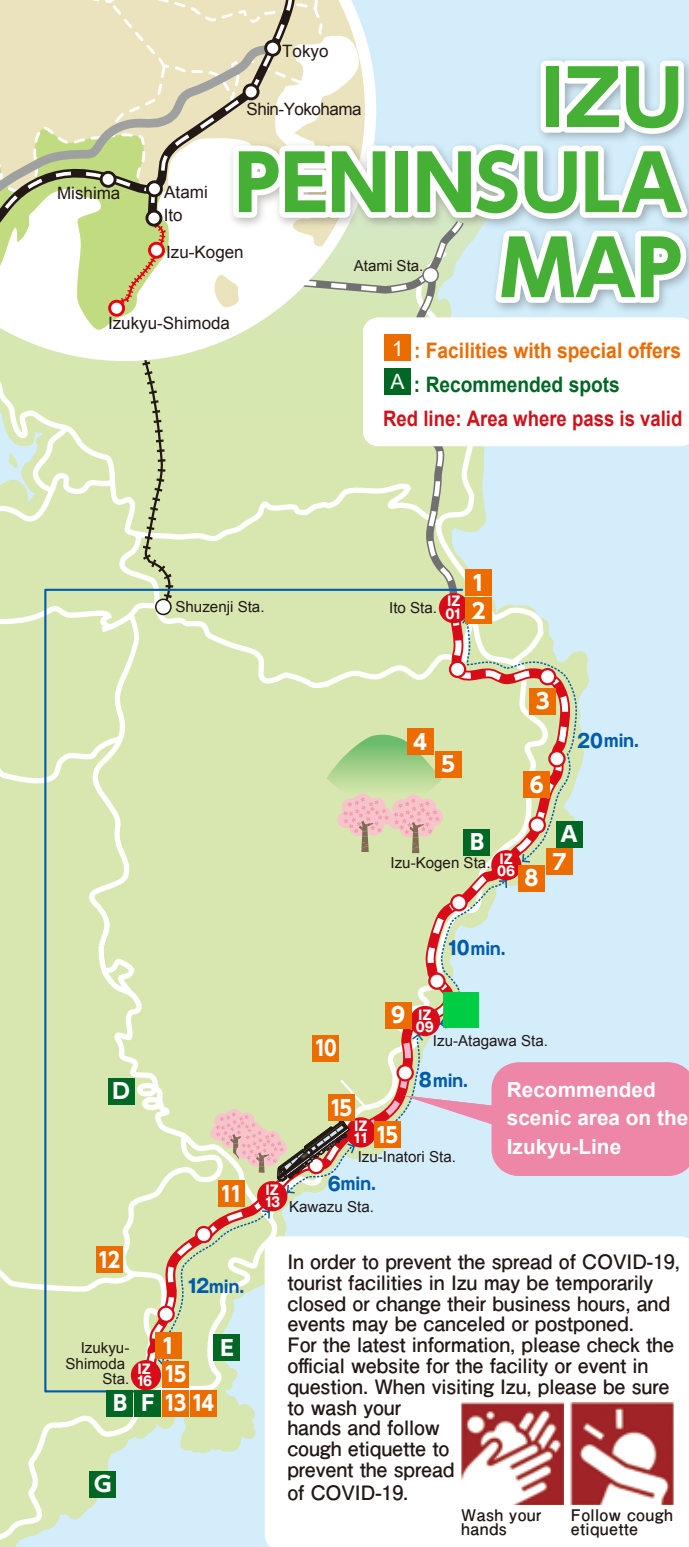 IZU
PENINSULA
MAP
Tokyo
Shin-Yokohama
Mishima
Atami
Ito
Izu-Kogen
Izukyu-Shimoda
Atami Sta.
1 : Facilities with special offers
A : Recommended spots
Red line: Area where pass is valid
Shuzenji Sta.
1
Ito Sta.
IZ
01
2
3
4
5
20min.
6
B
A
Izu-Kogen Sta.
IZ
06
7
8
10min.
9
IZ
09
Izu-Atagawa Sta.
10
8min.
D
Recommended
scenic area on the
Izukyu-Line
15
IZ
11
15
Izu-Inatori Sta.
6min.
11
IZ
13
Kawazu Sta.
12
12min.
E
Izukyu-
Shimoda
Sta.
IZ
16
1
15
B F 13 14
G
In order to prevent the spread of COVID-19,
tourist facilities in Izu may be temporarily
closed or change their business hours, and
events may be canceled or postponed.
For the latest information, please check the
official website for the facility or event in
question. When visiting Izu, please be sure
to wash your
hands and follow
cough etiquette to
prevent the spread
of COVID-19.
Wash your
hands
Follow cough
etiquette